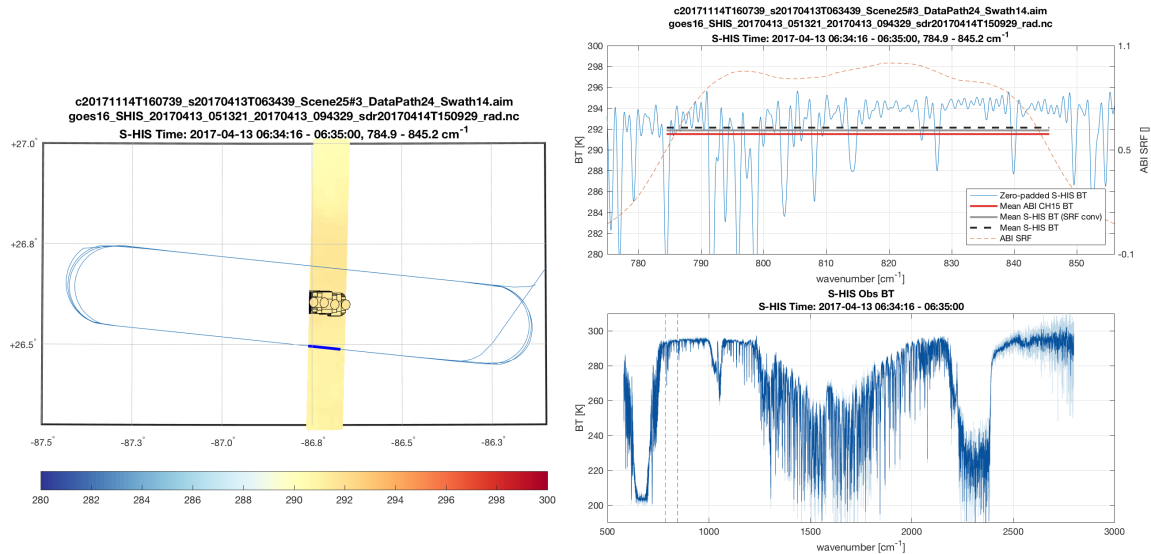 c20171114T160739_s20170413T063439_Scene25#3_DataPath24_Swath14.aim
goes16_SHIS_20170413_051321_20170413_094329_sdr20170414T150929_rad.nc
S-HIS Time: 2017-04-13 06:34:16 - 06:35:00, 784.9 - 845.2 cm⁻¹
+27.0°
+26.8°
+26.5°
-87.5° -87.3° -87.0° -86.8° -86.5° -86.3°
280 282 284 286 288 290 292 294 296 298 300
c20171114T160739_s20170413T063439_Scene25#3_DataPath24_Swath14.aim
goes16_SHIS_20170413_051321_20170413_094329_sdr20170414T150929_rad.nc
S-HIS Time: 2017-04-13 06:34:16 - 06:35:00, 784.9 - 845.2 cm⁻¹
300
298
296
294
292
290
288
286
284
282
280
BT [K]
1.1
0.6
-0.1
ABI SRF []
Zero-padded S-HIS BT
Mean ABI CH15 BT
Mean S-HIS BT (SRF conv)
Mean S-HIS BT
ABI SRF
780 790 800 810 820 830 840 850
wavenumber [cm⁻¹]
S-HIS Obs BT
S-HIS Time: 2017-04-13 06:34:16 - 06:35:00
300
280
260
240
220
200
BT [K]
500 1000 1500 2000 2500 3000
wavenumber [cm⁻¹]